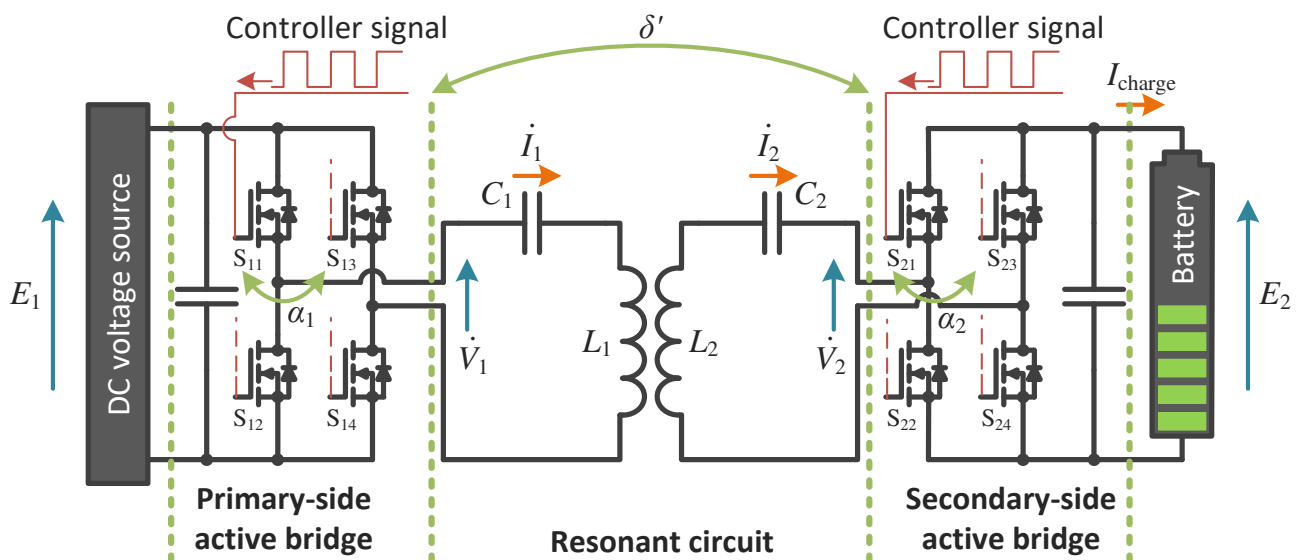 Controller signal
δ′
Controller signal
I_charge
İ₁
İ₂
C₁
C₂
S₁₁
S₁₃
S₂₁
S₂₃
E₁
DC voltage source
α₁
V̇₁
L₁
L₂
V̇₂
α₂
Battery
E₂
S₁₂
S₁₄
S₂₂
S₂₄
Primary-side
active bridge
Resonant circuit
Secondary-side
active bridge